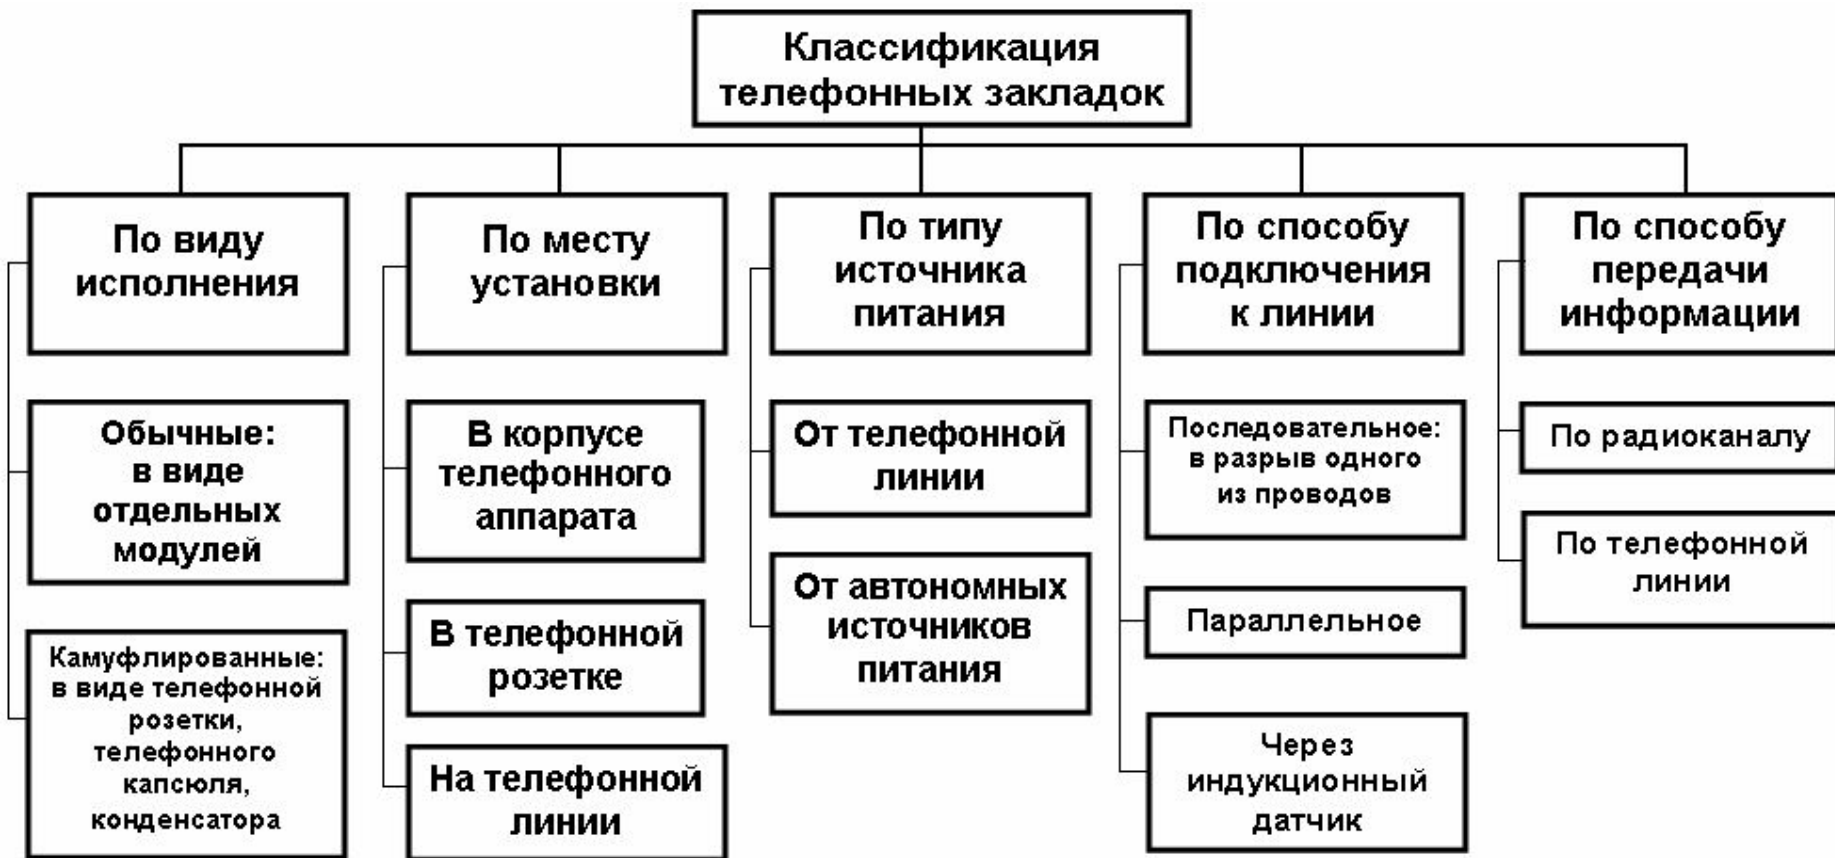 Классификация
телефонных закладок
По виду
исполнения
Обычные:
в виде
отдельных
модулей
Камуфлированные:
в виде телефонной
розетки,
телефонного
капсюля,
конденсатора
По месту
установки
В корпусе
телефонного
аппарата
В телефонной
розетке
На телефонной
линии
По типу
источника
питания
От телефонной
линии
От автономных
источников
питания
По способу
подключения
к линии
Последовательное:
в разрыв одного
из проводов
Параллельное
Через
индукционный
датчик
По способу
передачи
информации
По радиоканалу
По телефонной
линии